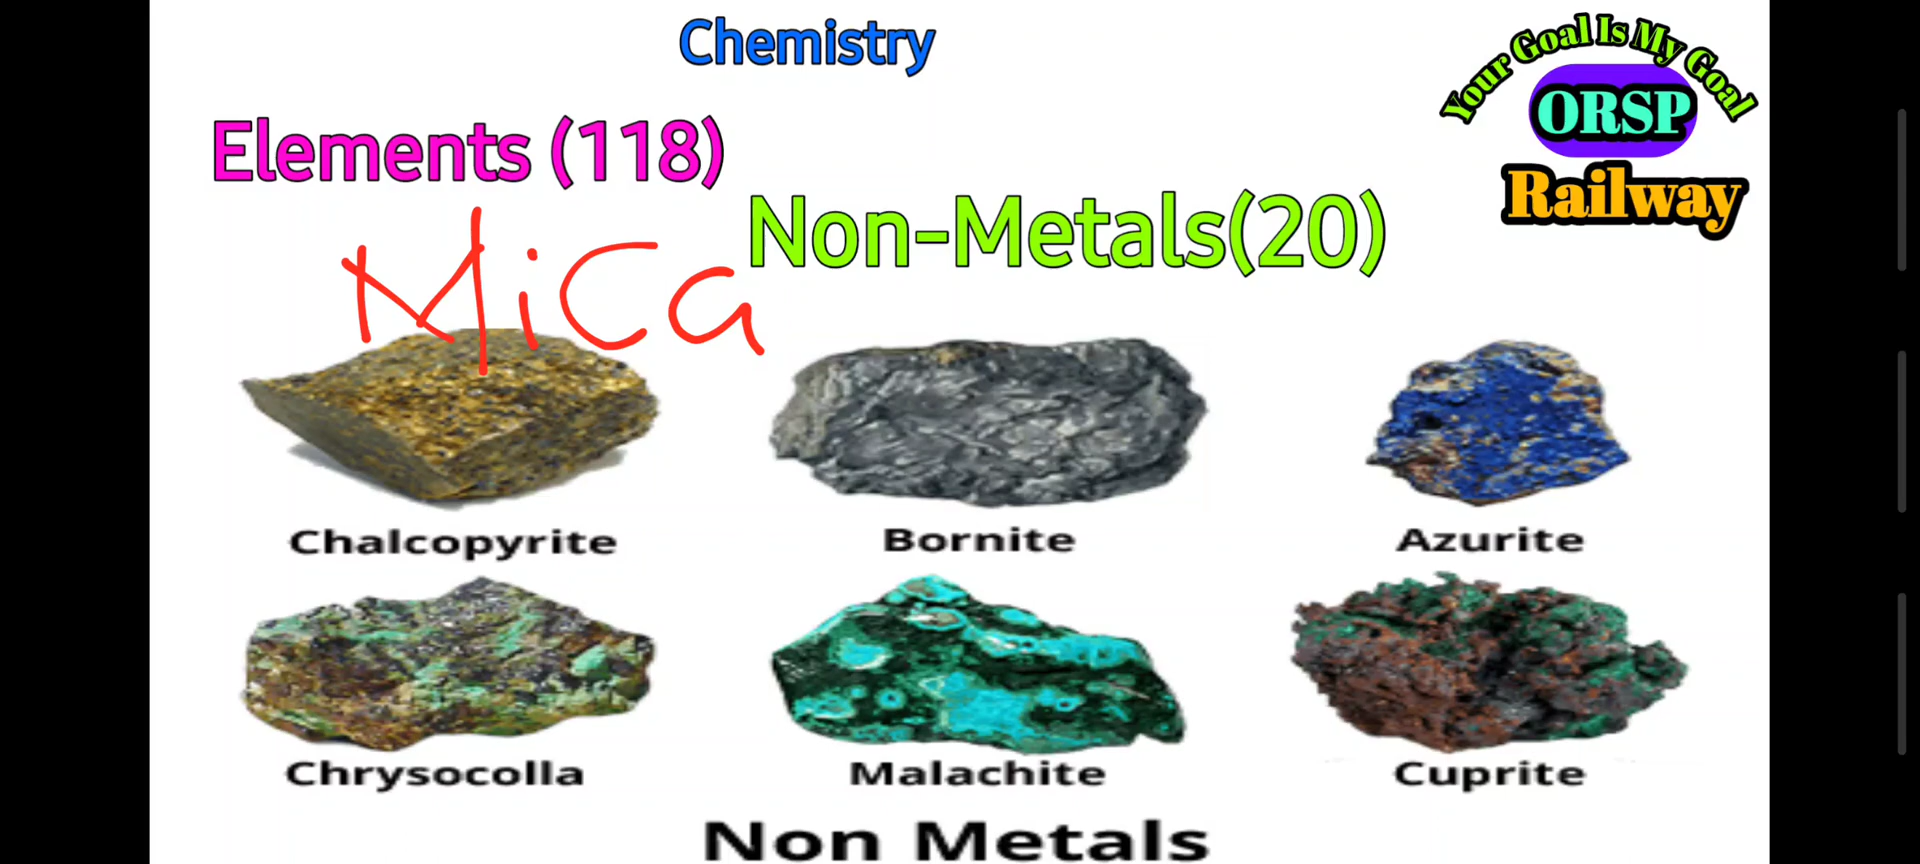 Chemistry
Your Goal Is My Goal
ORSP
Railway
Elements (118)
Non-Metals(20)
Mica
Chalcopyrite
Bornite
Azurite
Chrysocolla
Malachite
Cuprite
Non Metals